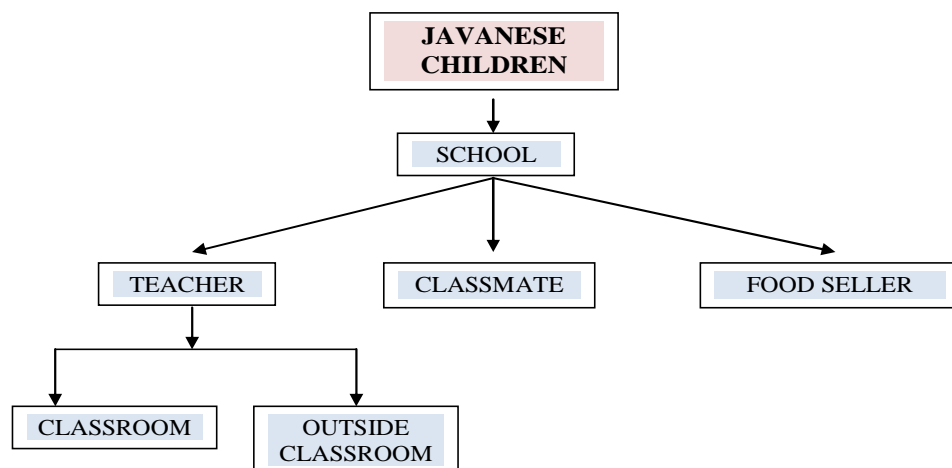 JAVANESE
CHILDREN
SCHOOL
TEACHER
CLASSMATE
FOOD SELLER
CLASSROOM
OUTSIDE
CLASSROOM